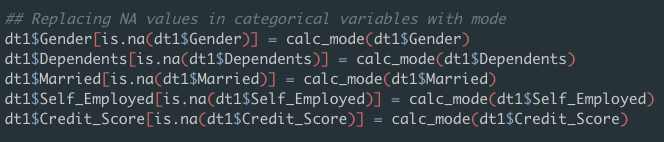 ## Replacing NA values in categorical variables with mode
dt1$Gender[is.na(dt1$Gender)] = calc_mode(dt1$Gender)
dt1$Dependents[is.na(dt1$Dependents)] = calc_mode(dt1$Dependents)
dt1$Married[is.na(dt1$Married)] = calc_mode(dt1$Married)
dt1$Self_Employed[is.na(dt1$Self_Employed)] = calc_mode(dt1$Self_Employed)
dt1$Credit_Score[is.na(dt1$Credit_Score)] = calc_mode(dt1$Credit_Score)